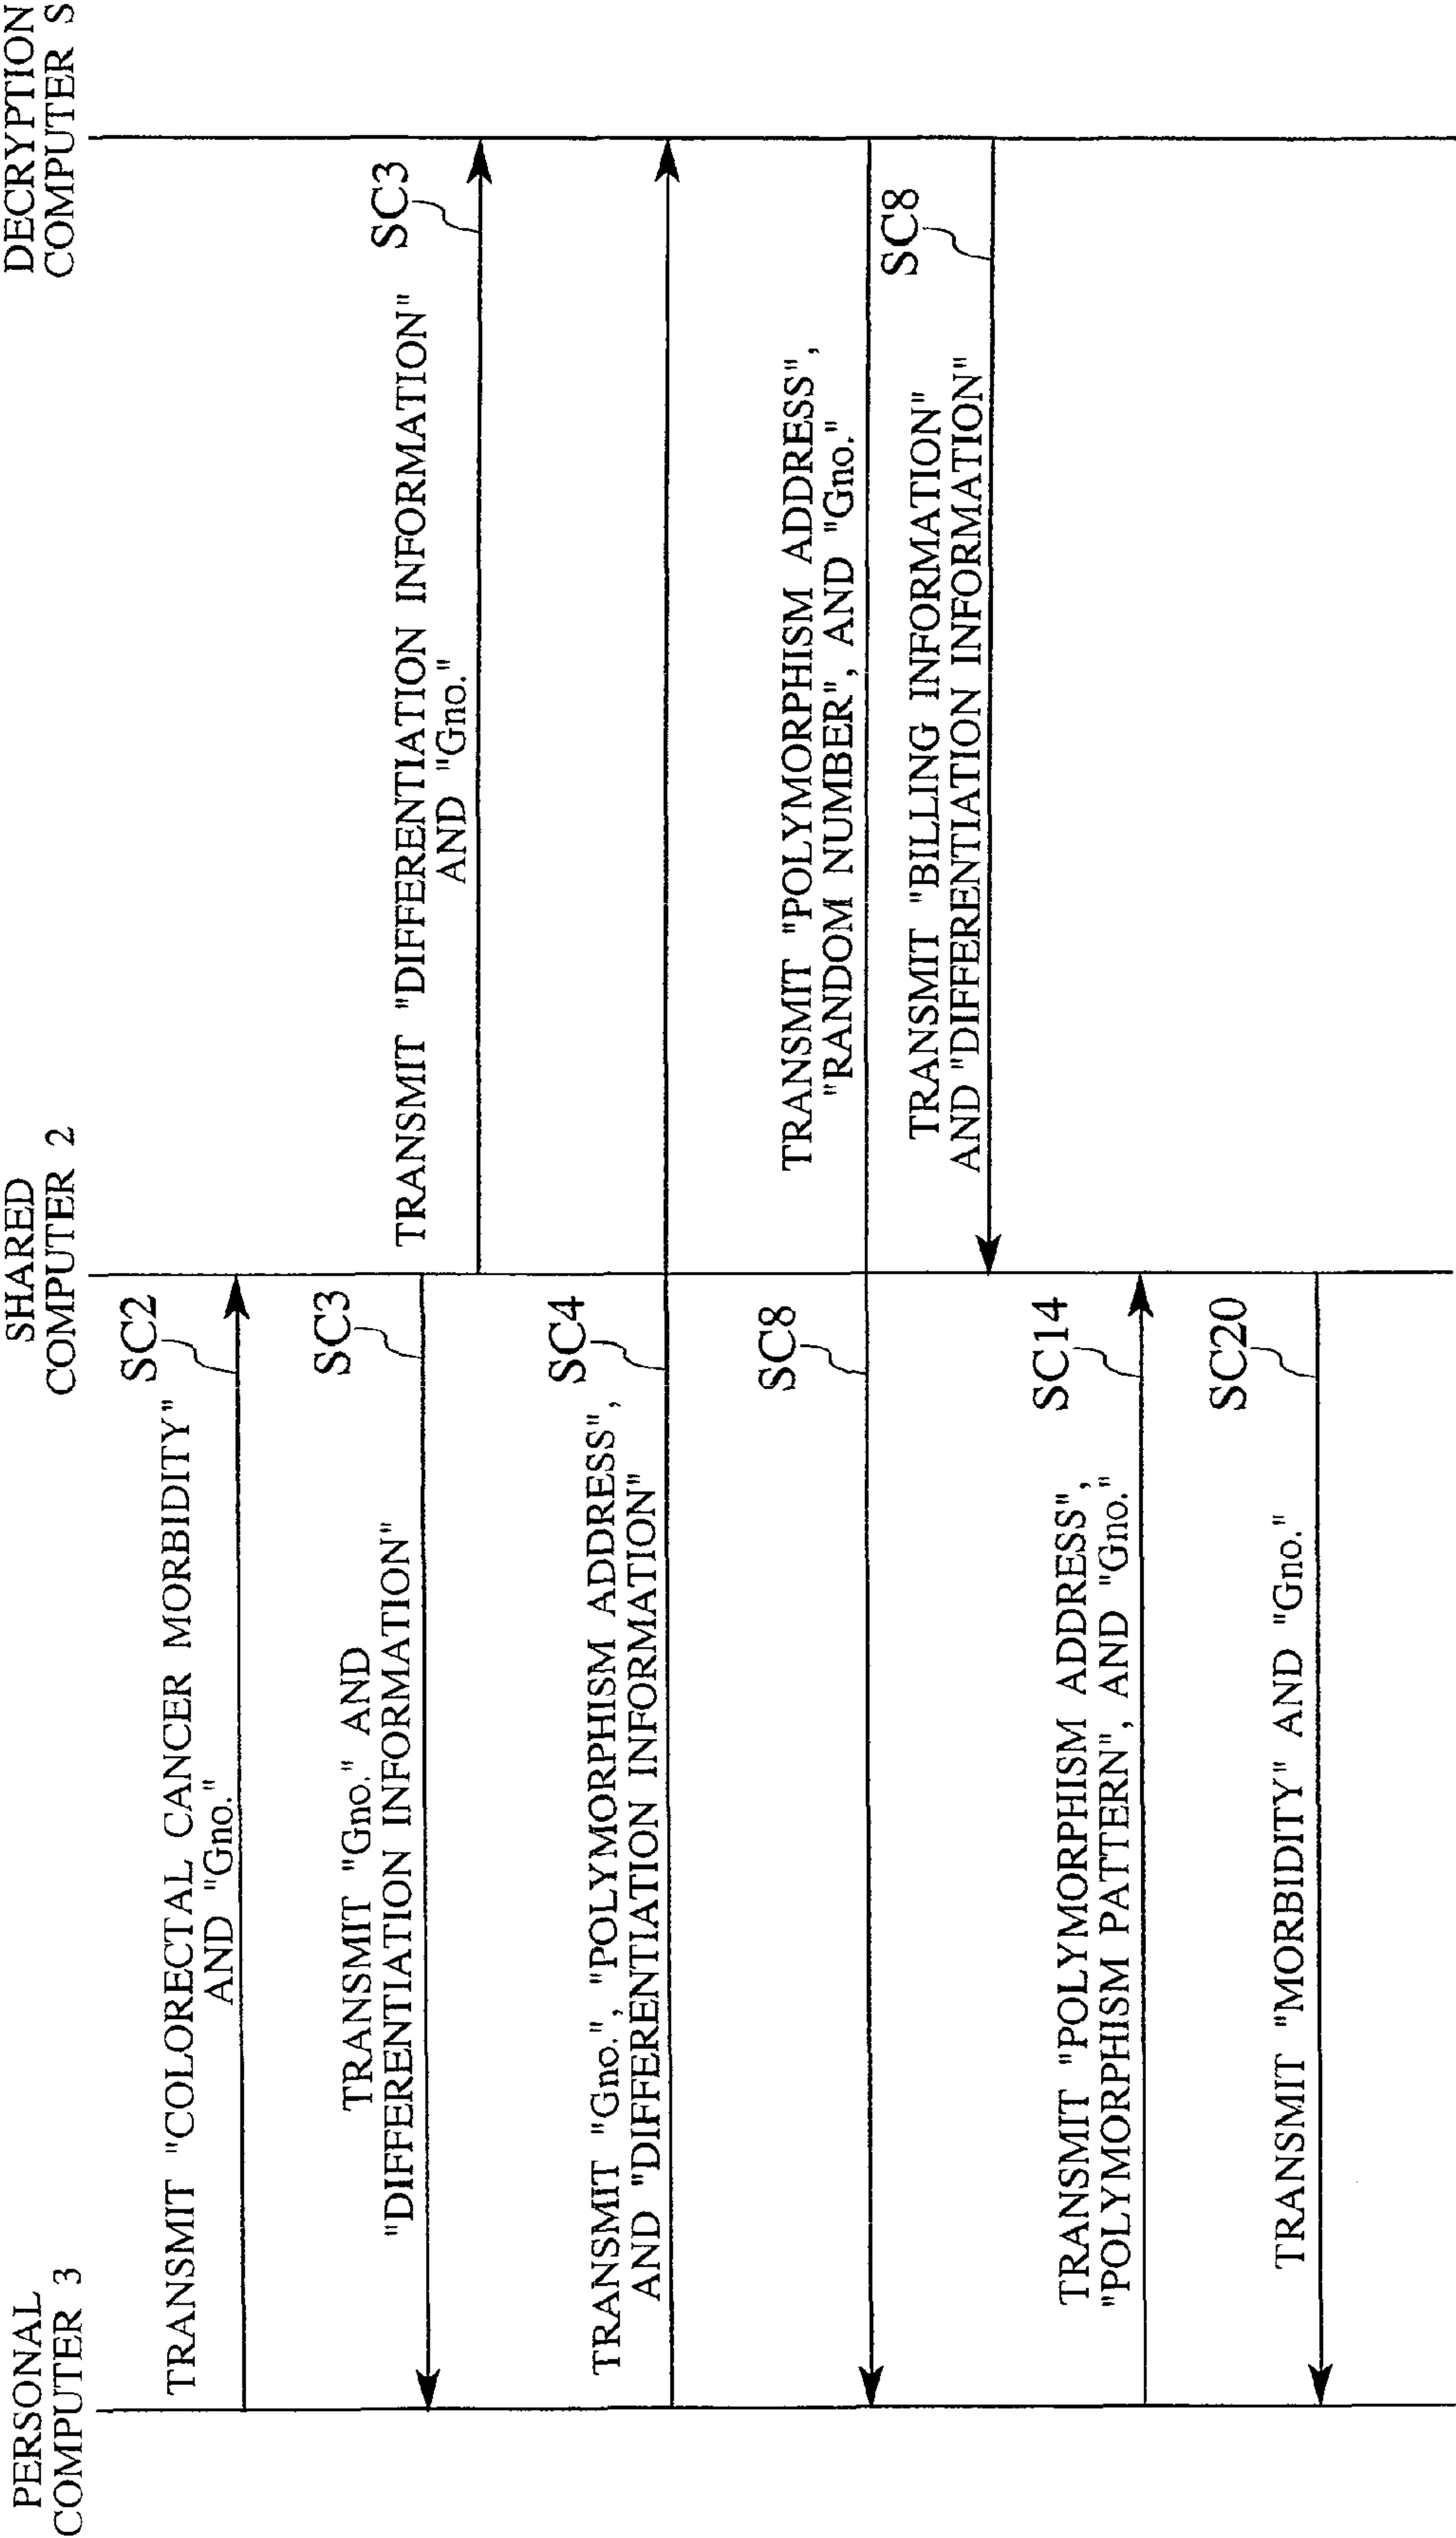 PERSONAL
COMPUTER 3
SHARED
COMPUTER 2
DECRYPTION
COMPUTER S
TRANSMIT "COLORECTAL CANCER MORBIDITY"
AND "Gno."
SC2
TRANSMIT "Gno." AND
"DIFFERENTIATION INFORMATION"
SC3
TRANSMIT "DIFFERENTIATION INFORMATION"
AND "Gno."
SC3
TRANSMIT "Gno.", "POLYMORPHISM ADDRESS",
AND "DIFFERENTIATION INFORMATION"
SC4
TRANSMIT "POLYMORPHISM ADDRESS",
"RANDOM NUMBER", AND "Gno."
SC8
TRANSMIT "BILLING INFORMATION"
AND "DIFFERENTIATION INFORMATION"
SC8
TRANSMIT "POLYMORPHISM ADDRESS",
"POLYMORPHISM PATTERN", AND "Gno."
SC14
TRANSMIT "MORBIDITY" AND "Gno."
SC20